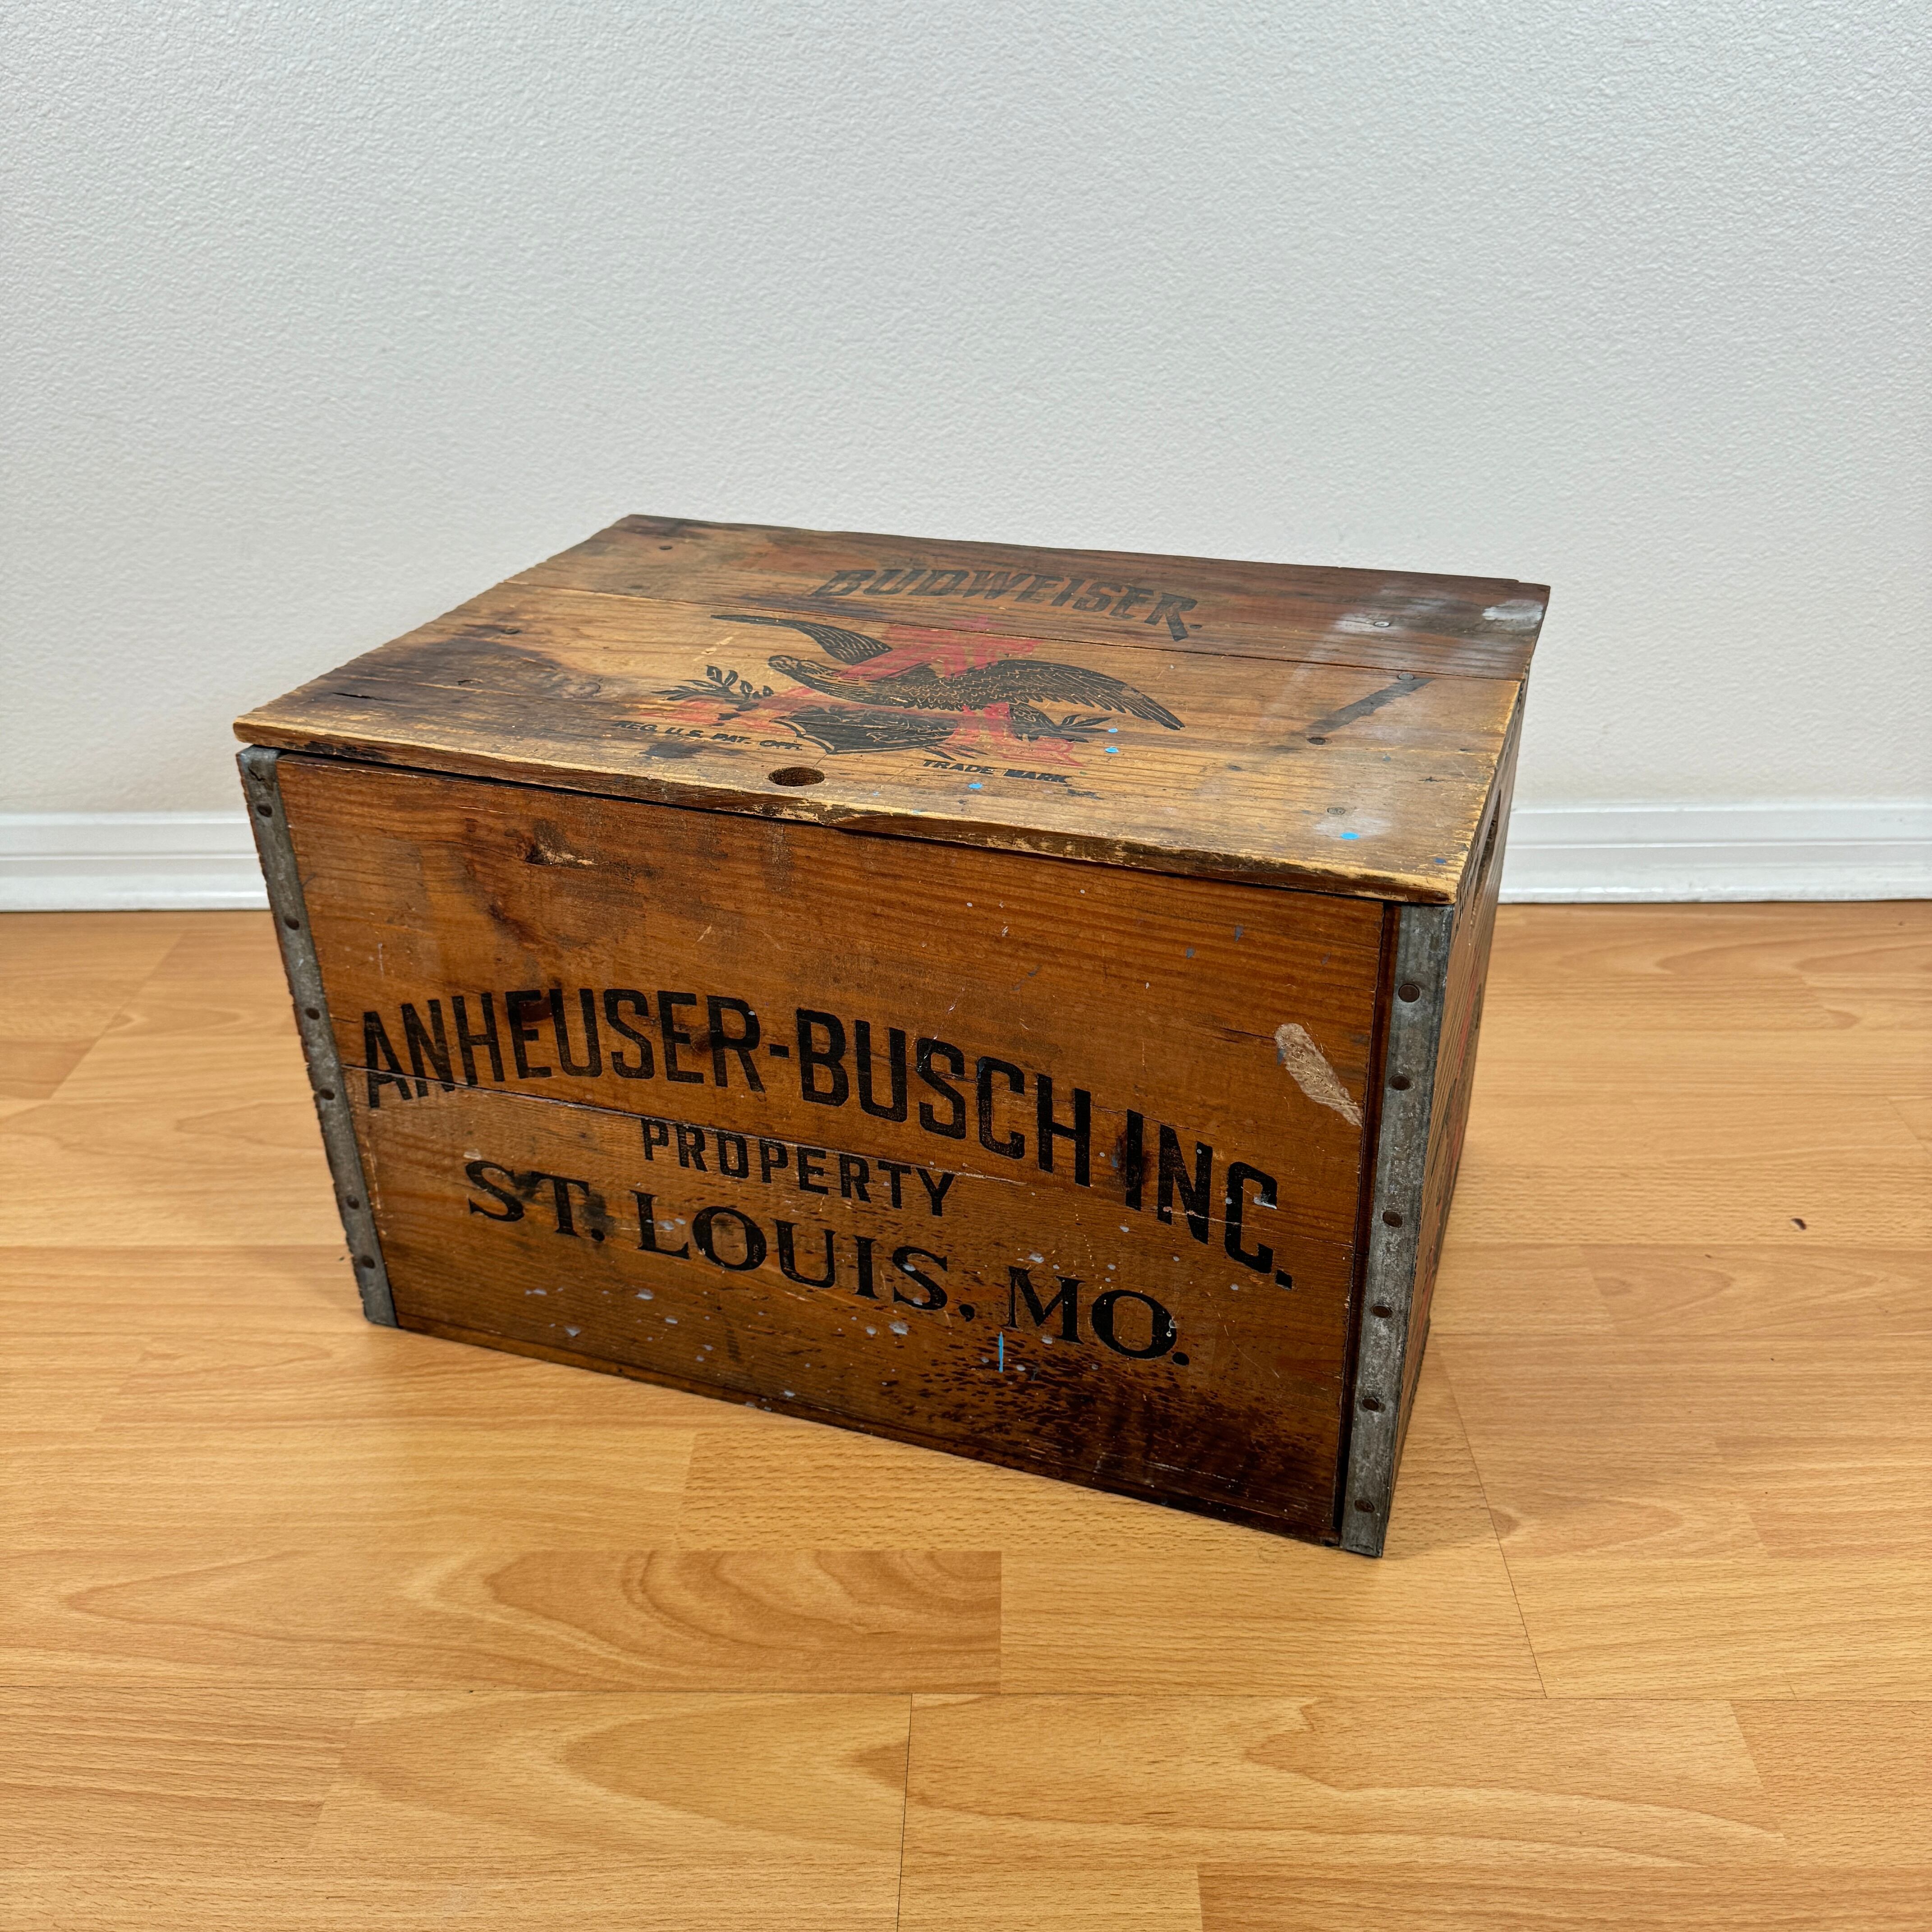 BUDWEISER.
REG. U.S. PAT. OFF.
TRADE MARK
ANHEUSER-BUSCH INC.
PROPERTY
ST. LOUIS, MO.